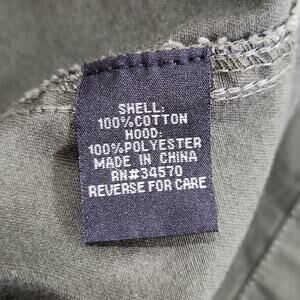 SHELL:
100%COTTON
HOOD:
100%POLYESTER
MADE IN CHINA
RN#34570
REVERSE FOR CARE